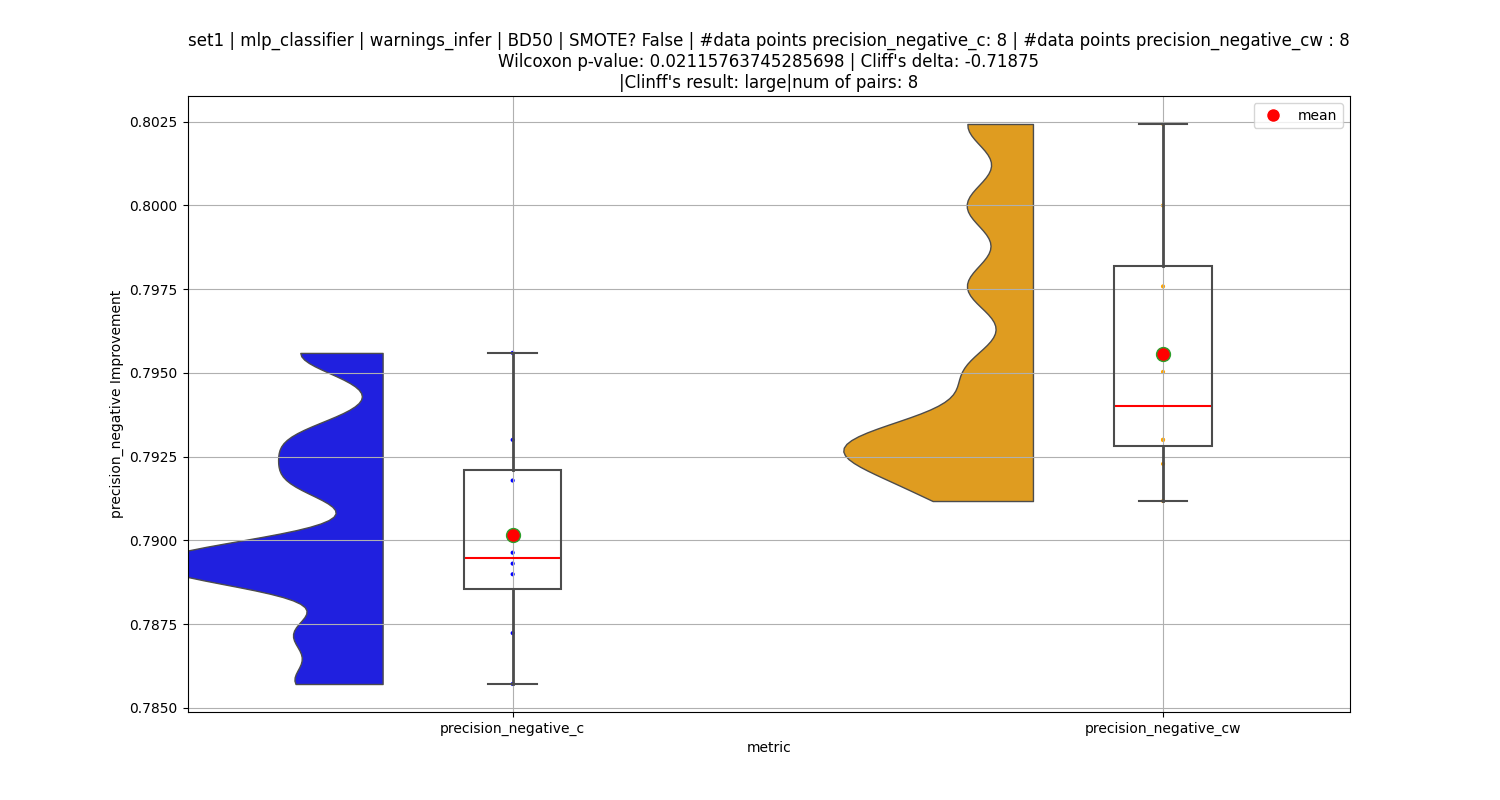 set1 | mlp_classifier | warnings_infer | BD50 | SMOTE? False | #data points precision_negative_c: 8 | #data points precision_negative_cw : 8
Wilcoxon p-value: 0.02115763745285698 | Cliff's delta: -0.71875
|Clinff's result: large|num of pairs: 8
mean
precision_negative Improvement
0.8025
0.8000
0.7975
0.7950
0.7925
0.7900
0.7875
0.7850
precision_negative_c
precision_negative_cw
metric